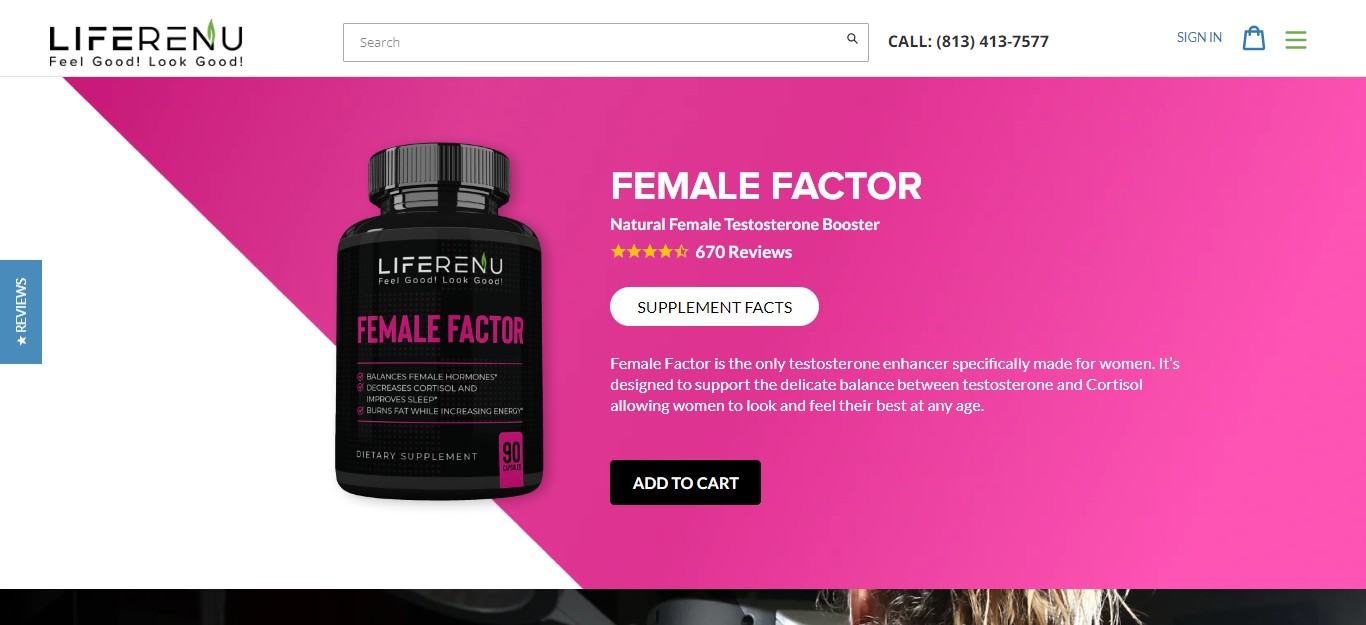 LIFERENU
Feel Good! Look Good!
Search
CALL: (813) 413-7577
SIGN IN
★ REVIEWS
LIFERENU
Feel Good! Look Good!
FEMALE FACTOR
BALANCES FEMALE HORMONES*
DECREASES CORTISOL AND
IMPROVES SLEEP*
BURNS FAT WHILE INCREASING ENERGY*
DIETARY SUPPLEMENT
90
CAPSULES
FEMALE FACTOR
Natural Female Testosterone Booster
670 Reviews
SUPPLEMENT FACTS
Female Factor is the only testosterone enhancer specifically made for women. It's
designed to support the delicate balance between testosterone and Cortisol
allowing women to look and feel their best at any age.
ADD TO CART